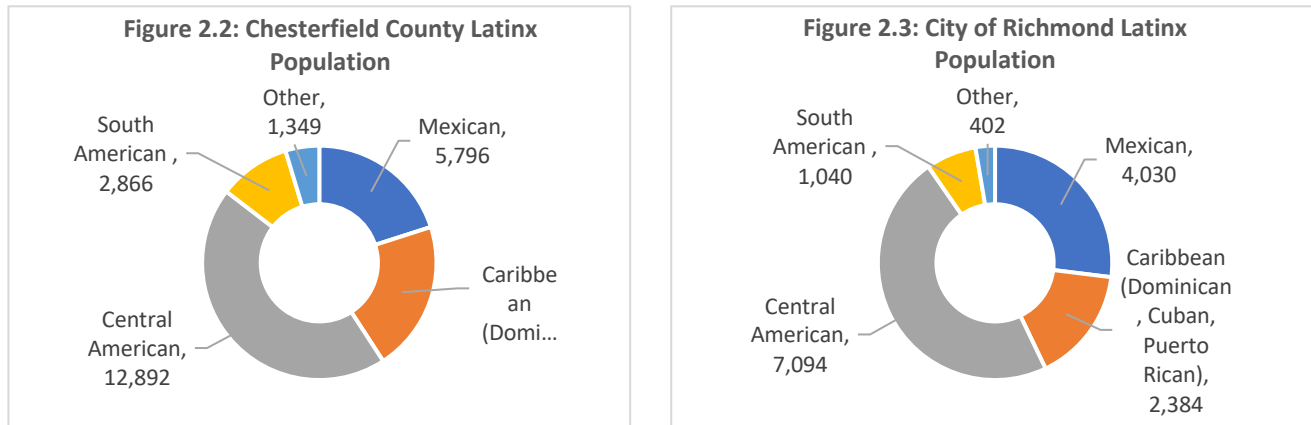 Figure 2.2: Chesterfield County Latinx
Population
Other,
1,349
South
American ,
2,866
Mexican,
5,796
Caribbe
an
(Domi...
Central
American,
12,892
Figure 2.3: City of Richmond Latinx
Population
Other,
402
South
American ,
1,040
Mexican,
4,030
Caribbean
(Dominican
, Cuban,
Puerto
Rican),
2,384
Central
American,
7,094